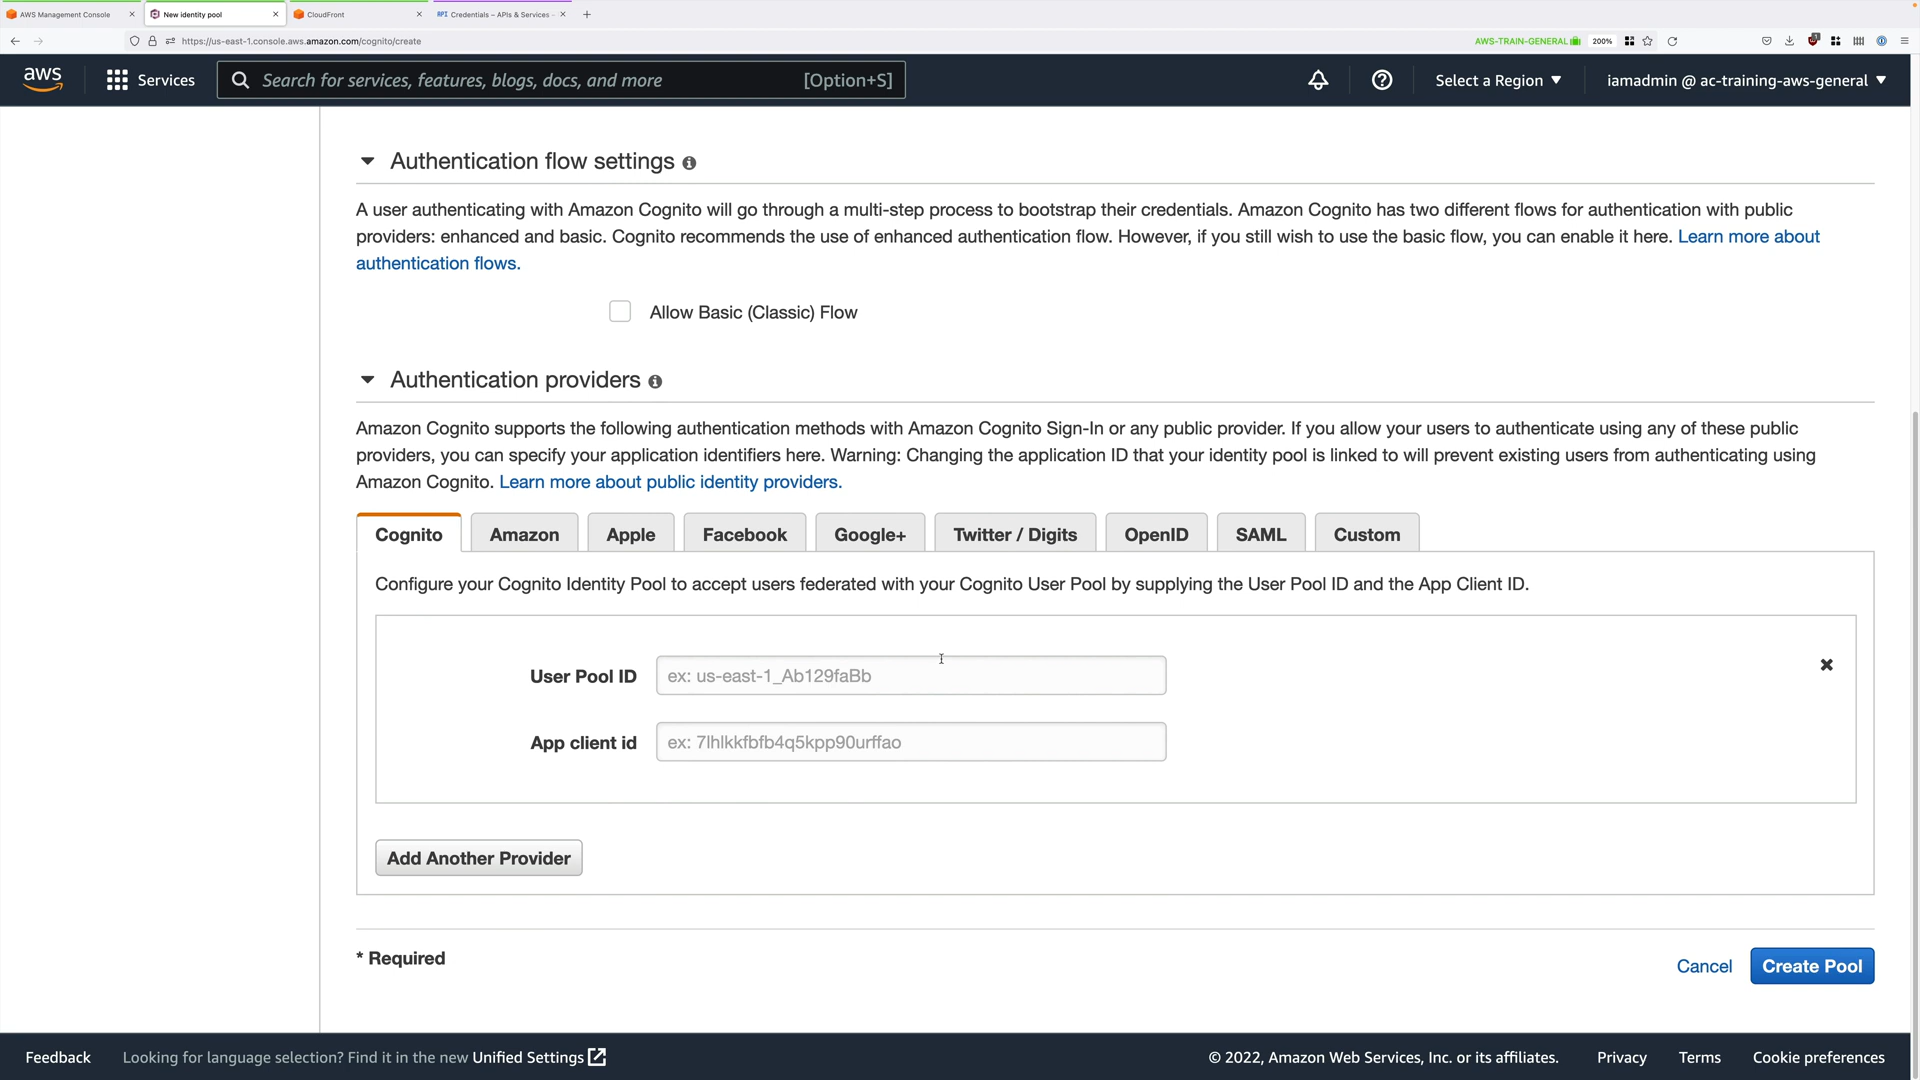 AWS Management Console
New identity pool
CloudFront
API Credentials – APIs & Services -
https://us-east-1.console.aws.amazon.com/cognito/create
AWS-TRAIN-GENERAL
200%
aws
Services
Search for services, features, blogs, docs, and more
[Option+S]
Select a Region
iamadmin @ ac-training-aws-general
Authentication flow settings
A user authenticating with Amazon Cognito will go through a multi-step process to bootstrap their credentials. Amazon Cognito has two different flows for authentication with public
providers: enhanced and basic. Cognito recommends the use of enhanced authentication flow. However, if you still wish to use the basic flow, you can enable it here. Learn more about
authentication flows.
Allow Basic (Classic) Flow
Authentication providers
Amazon Cognito supports the following authentication methods with Amazon Cognito Sign-In or any public provider. If you allow your users to authenticate using any of these public
providers, you can specify your application identifiers here. Warning: Changing the application ID that your identity pool is linked to will prevent existing users from authenticating using
Amazon Cognito. Learn more about public identity providers.
Cognito
Amazon
Apple
Facebook
Google+
Twitter / Digits
OpenID
SAML
Custom
Configure your Cognito Identity Pool to accept users federated with your Cognito User Pool by supplying the User Pool ID and the App Client ID.
User Pool ID
ex: us-east-1_Ab129faBb
App client id
ex: 7lhlkkfbfb4q5kpp90urffao
Add Another Provider
* Required
Cancel
Create Pool
Feedback
Looking for language selection? Find it in the new Unified Settings
© 2022, Amazon Web Services, Inc. or its affiliates.
Privacy
Terms
Cookie preferences